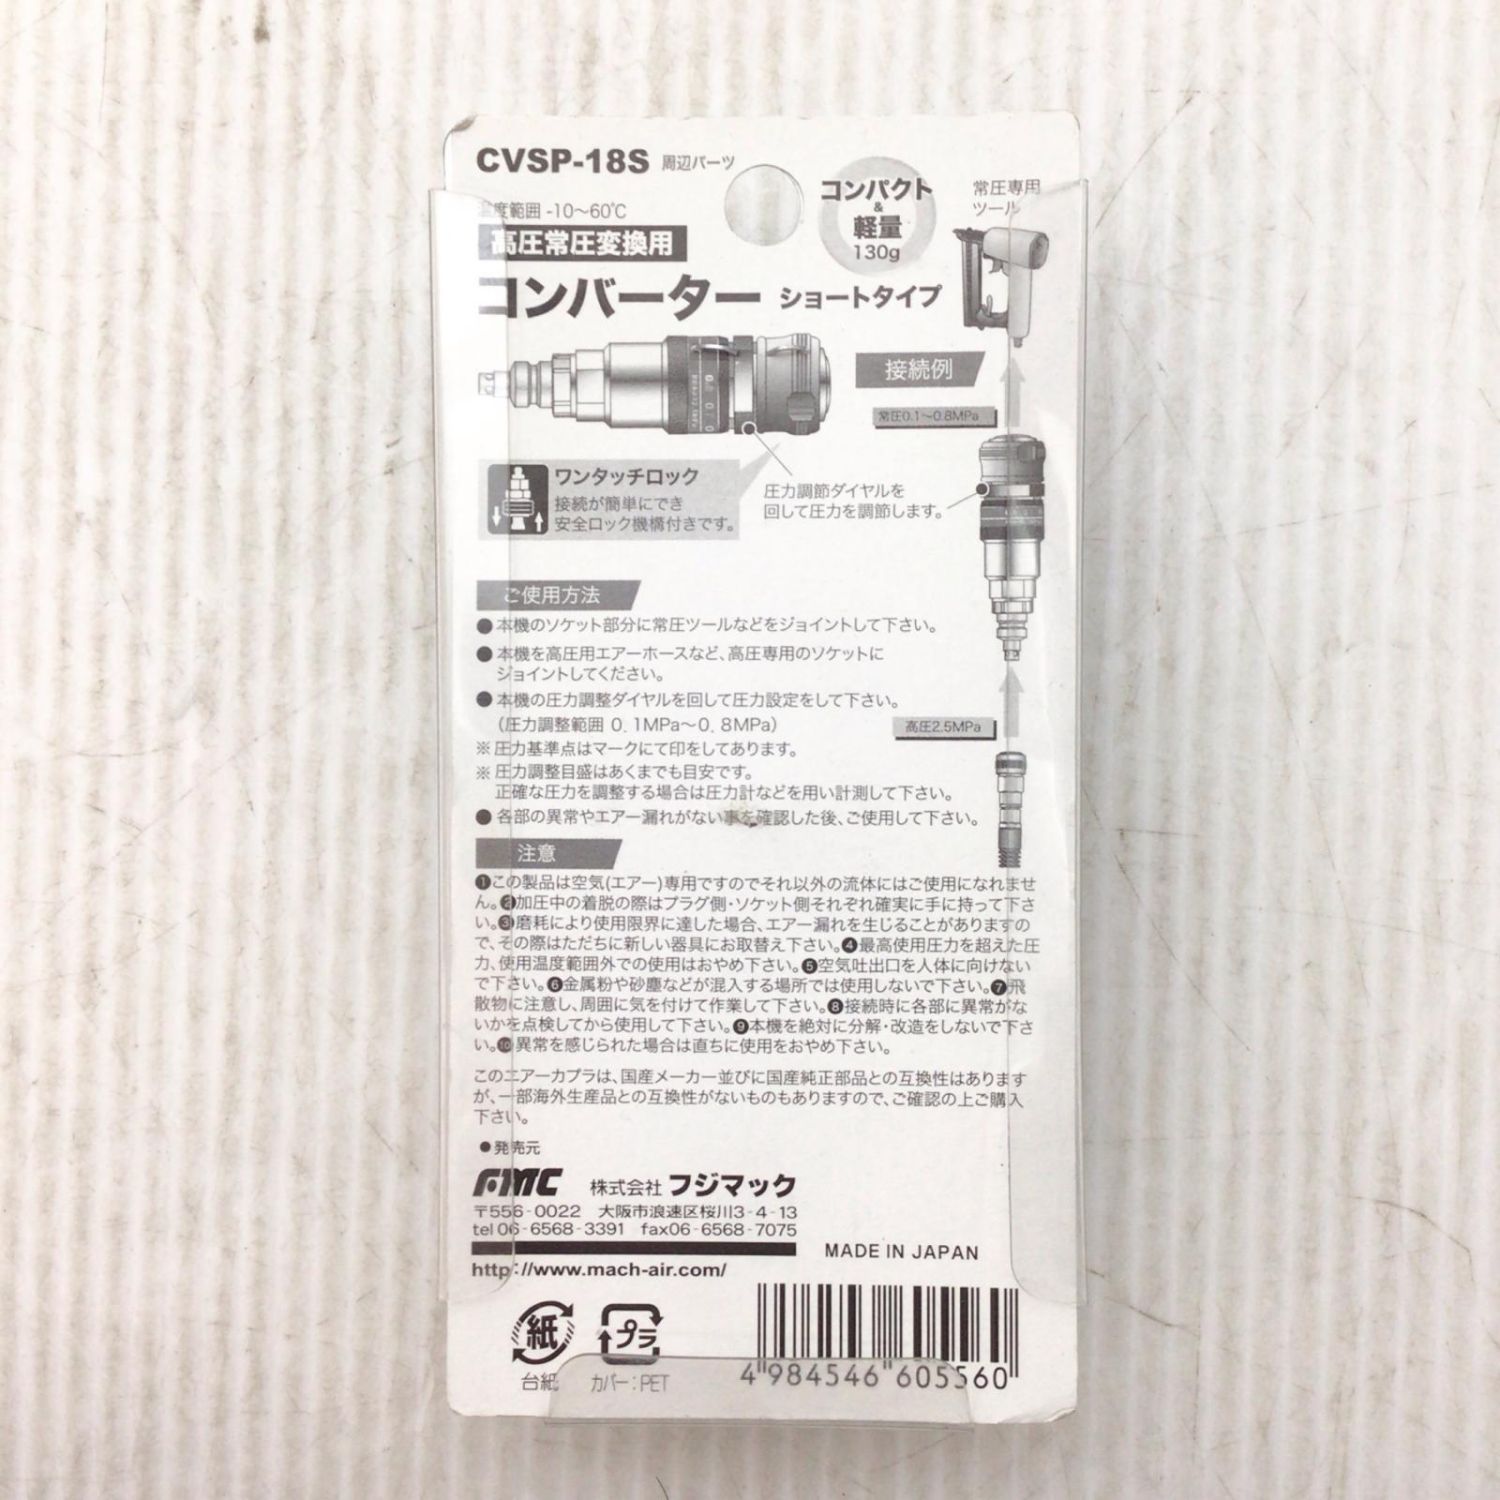 CVSP-18S 周辺パーツ
温度範囲 -10〜60℃
高圧常圧変換用
コンバーター ショートタイプ
コンパクト
&
軽量
130g
常圧専用
ツール
接続例
常圧0.1〜0.8MPa
ワンタッチロック
接続が簡単にでき
安全ロック機構付きです。
圧力調節ダイヤルを
回して圧力を調節します。
高圧2.5MPa
ご使用方法
●本機のソケット部分に常圧ツールなどをジョイントして下さい。
●本機を高圧用エアーホースなど、高圧専用のソケットに
ジョイントしてください。
●本機の圧力調整ダイヤルを回して圧力設定をして下さい。
（圧力調整範囲 0.1MPa〜0.8MPa）
※圧力基準点はマークにて印をしてあります。
※圧力調整目盛はあくまでも目安です。
正確な圧力を調整する場合は圧力計などを用い計測して下さい。
●各部の異常やエアー漏れがない事を確認した後、ご使用して下さい。
注意
❶この製品は空気(エアー)専用ですのでそれ以外の流体にはご使用になれませ
ん。❷加圧中の着脱の際はプラグ側・ソケット側それぞれ確実に手に持って下さ
い。❸磨耗により使用限界に達した場合、エアー漏れを生じることがありますの
で、その際はただちに新しい器具にお取替え下さい。❹最高使用圧力を超えた圧
力、使用温度範囲外での使用はおやめ下さい。❺空気吐出口を人体に向けない
で下さい。❻金属粉や砂塵などが混入する場所では使用しないで下さい。❼飛
散物に注意し、周囲に気を付けて作業して下さい。❽接続時に各部に異常がな
いかを点検してから使用して下さい。❾本機を絶対に分解・改造をしないで下さ
い。❿異常を感じられた場合は直ちに使用をおやめ下さい。
このエアーカプラは、国産メーカー並びに国産純正部品との互換性はあります
が、一部海外生産品との互換性がないものもありますので、ご確認の上ご購入
下さい。
●発売元
FMC 株式会社 フジマック
〒556-0022 大阪市浪速区桜川3-4-13
tel 06-6568-3391 fax06-6568-7075
MADE IN JAPAN
http://www.mach-air.com/
紙
台紙
プラ
カバー：PET
4"984546"605560"